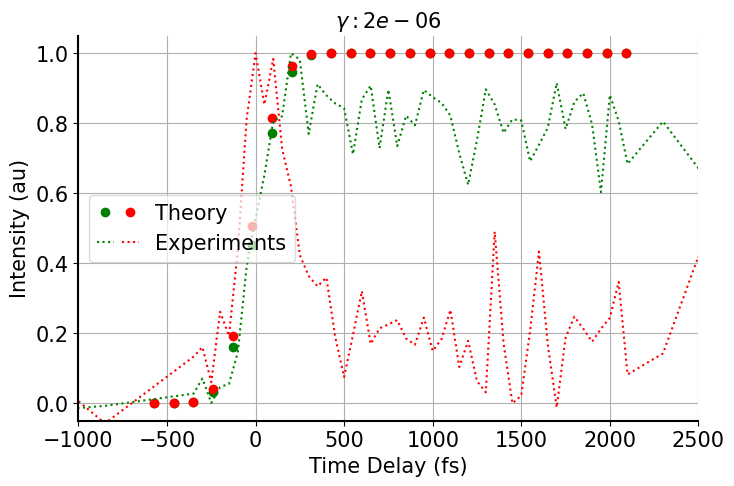 γ : 2e − 06
Intensity (au)
1.0
0.8
0.6
0.4
0.2
0.0
Theory
Experiments
−1000 −500 0 500 1000 1500 2000 2500
Time Delay (fs)